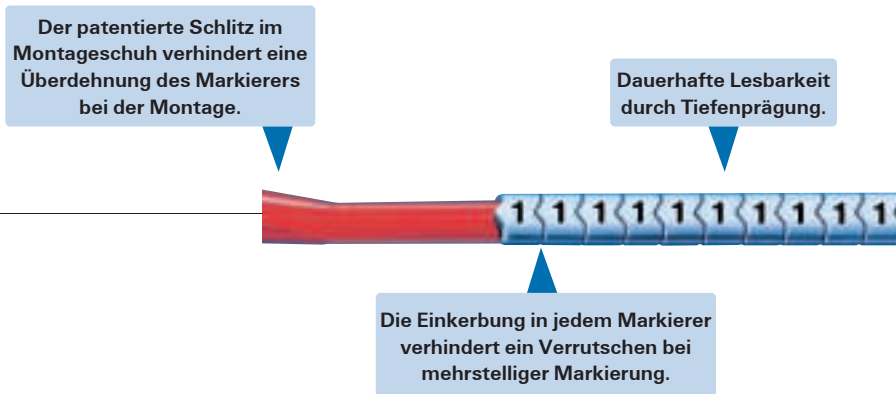 Der patentierte Schlitz im
Montageschuh verhindert eine
Überdehnung des Markierers
bei der Montage.
Dauerhafte Lesbarkeit
durch Tiefenprägung.
1 1 1 1 1 1 1 1 1 1
Die Einkerbung in jedem Markierer
verhindert ein Verrutschen bei
mehrstelliger Markierung.